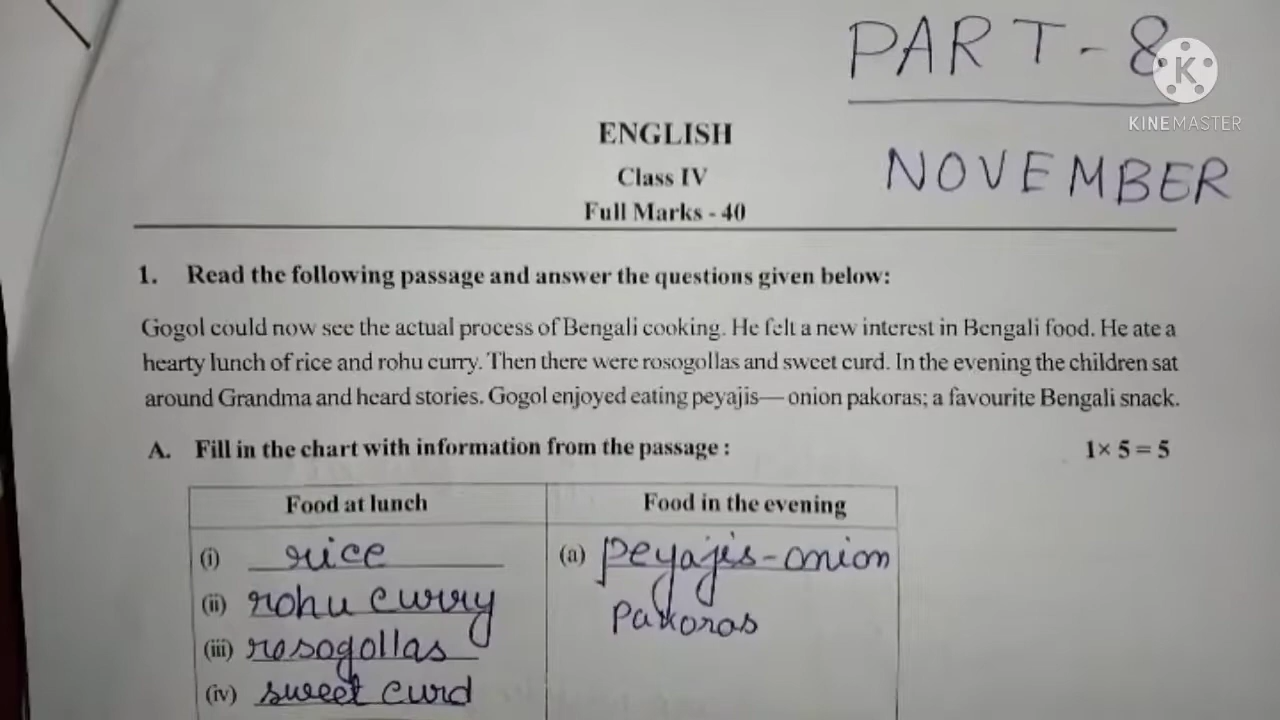 PART-8
K
KINEMASTER
ENGLISH
NOVEMBER
Class IV
Full Marks - 40
1. Read the following passage and answer the questions given below:
Gogol could now see the actual process of Bengali cooking. He felt a new interest in Bengali food. He ate a
hearty lunch of rice and rohu curry. Then there were rosogollas and sweet curd. In the evening the children sat
around Grandma and heard stories. Gogol enjoyed eating peyajis— onion pakoras; a favourite Bengali snack.
A. Fill in the chart with information from the passage : 1× 5 = 5
Food at lunch Food in the evening
(i) rice (a) peyajis-onion
(ii) rohu curry pakoras
(iii) rosogollas
(iv) sweet curd